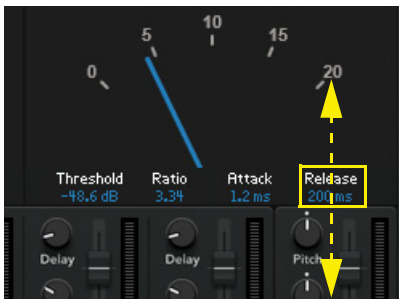 10
5
15
0
20
Threshold Ratio Attack Release
-48.6 dB 3.34 1.2 ms 200 ms
Delay Delay Pitch